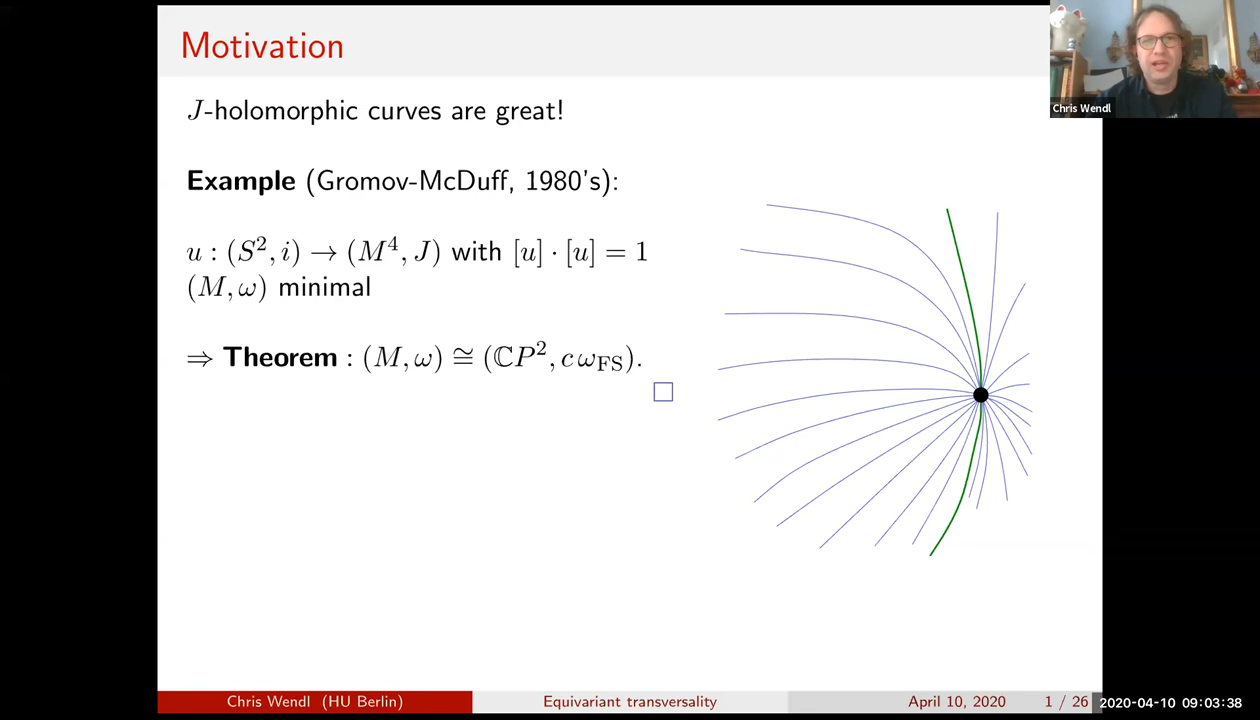 Motivation
J-holomorphic curves are great!
Example (Gromov-McDuff, 1980's):
u : (S², i) → (M⁴, J) with [u] · [u] = 1
(M, ω) minimal
⇒ Theorem : (M, ω) ≅ (ℂP², c ω_FS).
Chris Wendl
Chris Wendl (HU Berlin)
Equivariant transversality
April 10, 2020
1 / 26
2020-04-10 09:03:38